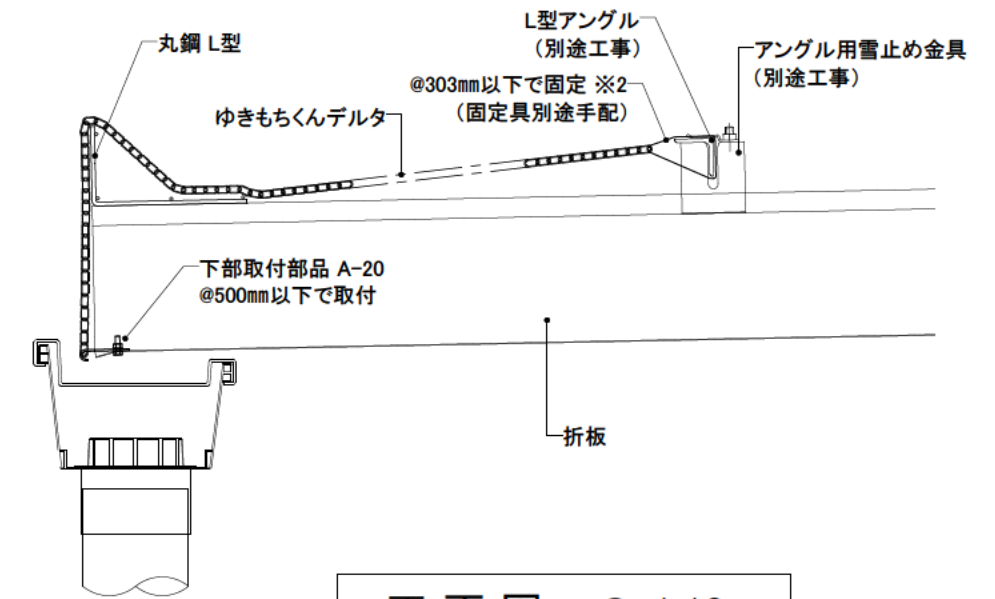 丸鋼 L型
L型アングル
（別途工事）
アングル用雪止め金具
（別途工事）
@303㎜以下で固定 ※2
（固定具別途手配）
ゆきもちくんデルタ
下部取付部品 A-20
@500㎜以下で取付
折板